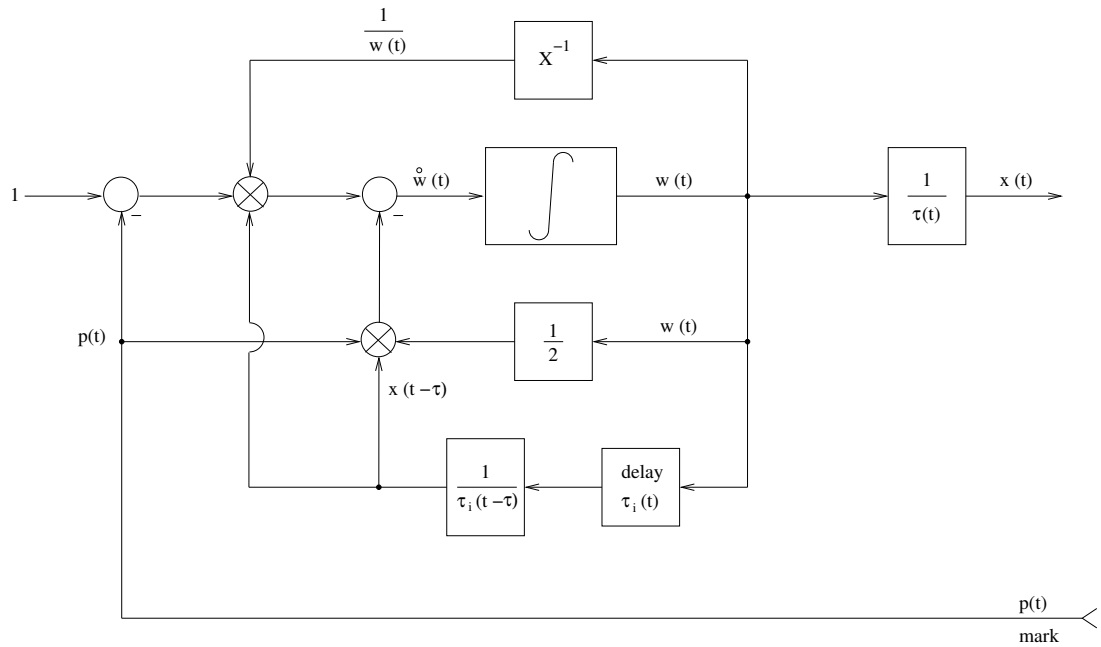 1
w (t)
X⁻¹
1
ẘ (t)
w (t)
1
τ(t)
x (t)
–
–
p(t)
1
2
w (t)
x (t – τ)
1
τᵢ (t – τ)
delay
τᵢ (t)
p(t)
mark